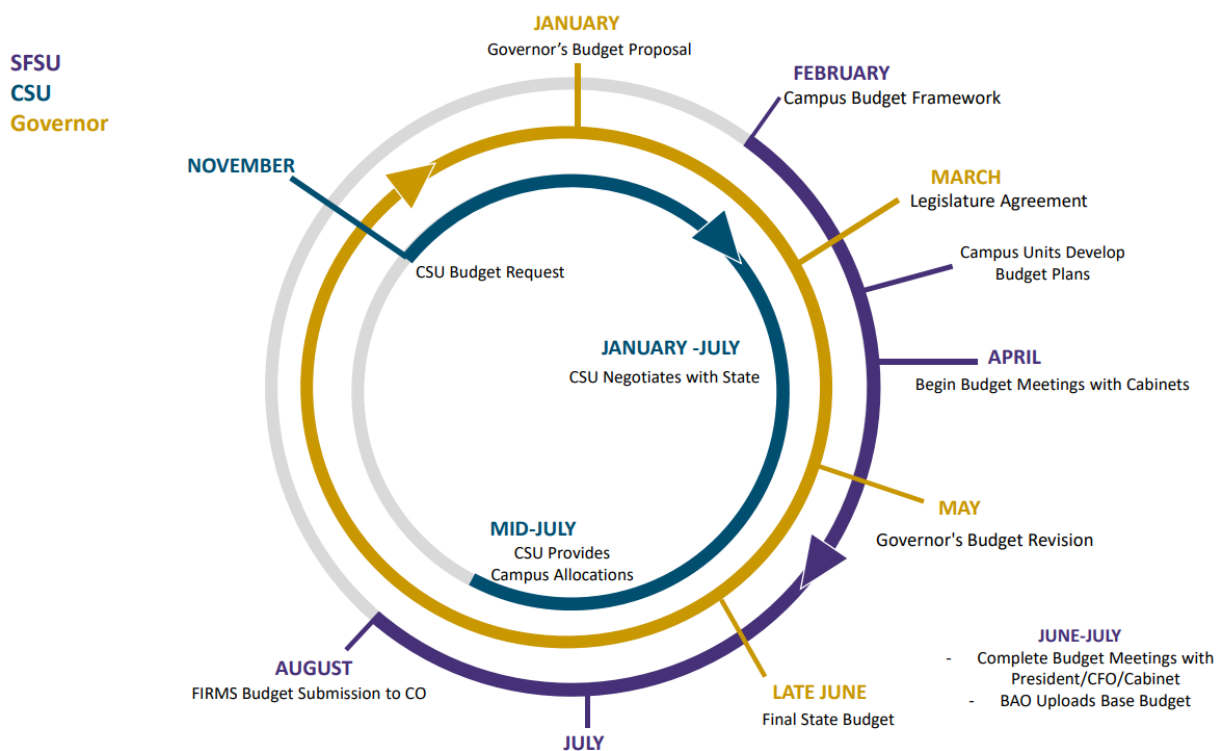 SFSU
CSU
Governor
JANUARY
Governor's Budget Proposal
FEBRUARY
Campus Budget Framework
NOVEMBER
MARCH
Legislature Agreement
CSU Budget Request
Campus Units Develop
Budget Plans
JANUARY -JULY
CSU Negotiates with State
APRIL
Begin Budget Meetings with Cabinets
MAY
Governor's Budget Revision
MID-JULY
CSU Provides
Campus Allocations
JUNE-JULY
- Complete Budget Meetings with
President/CFO/Cabinet
- BAO Uploads Base Budget
AUGUST
FIRMS Budget Submission to CO
LATE JUNE
Final State Budget
JULY